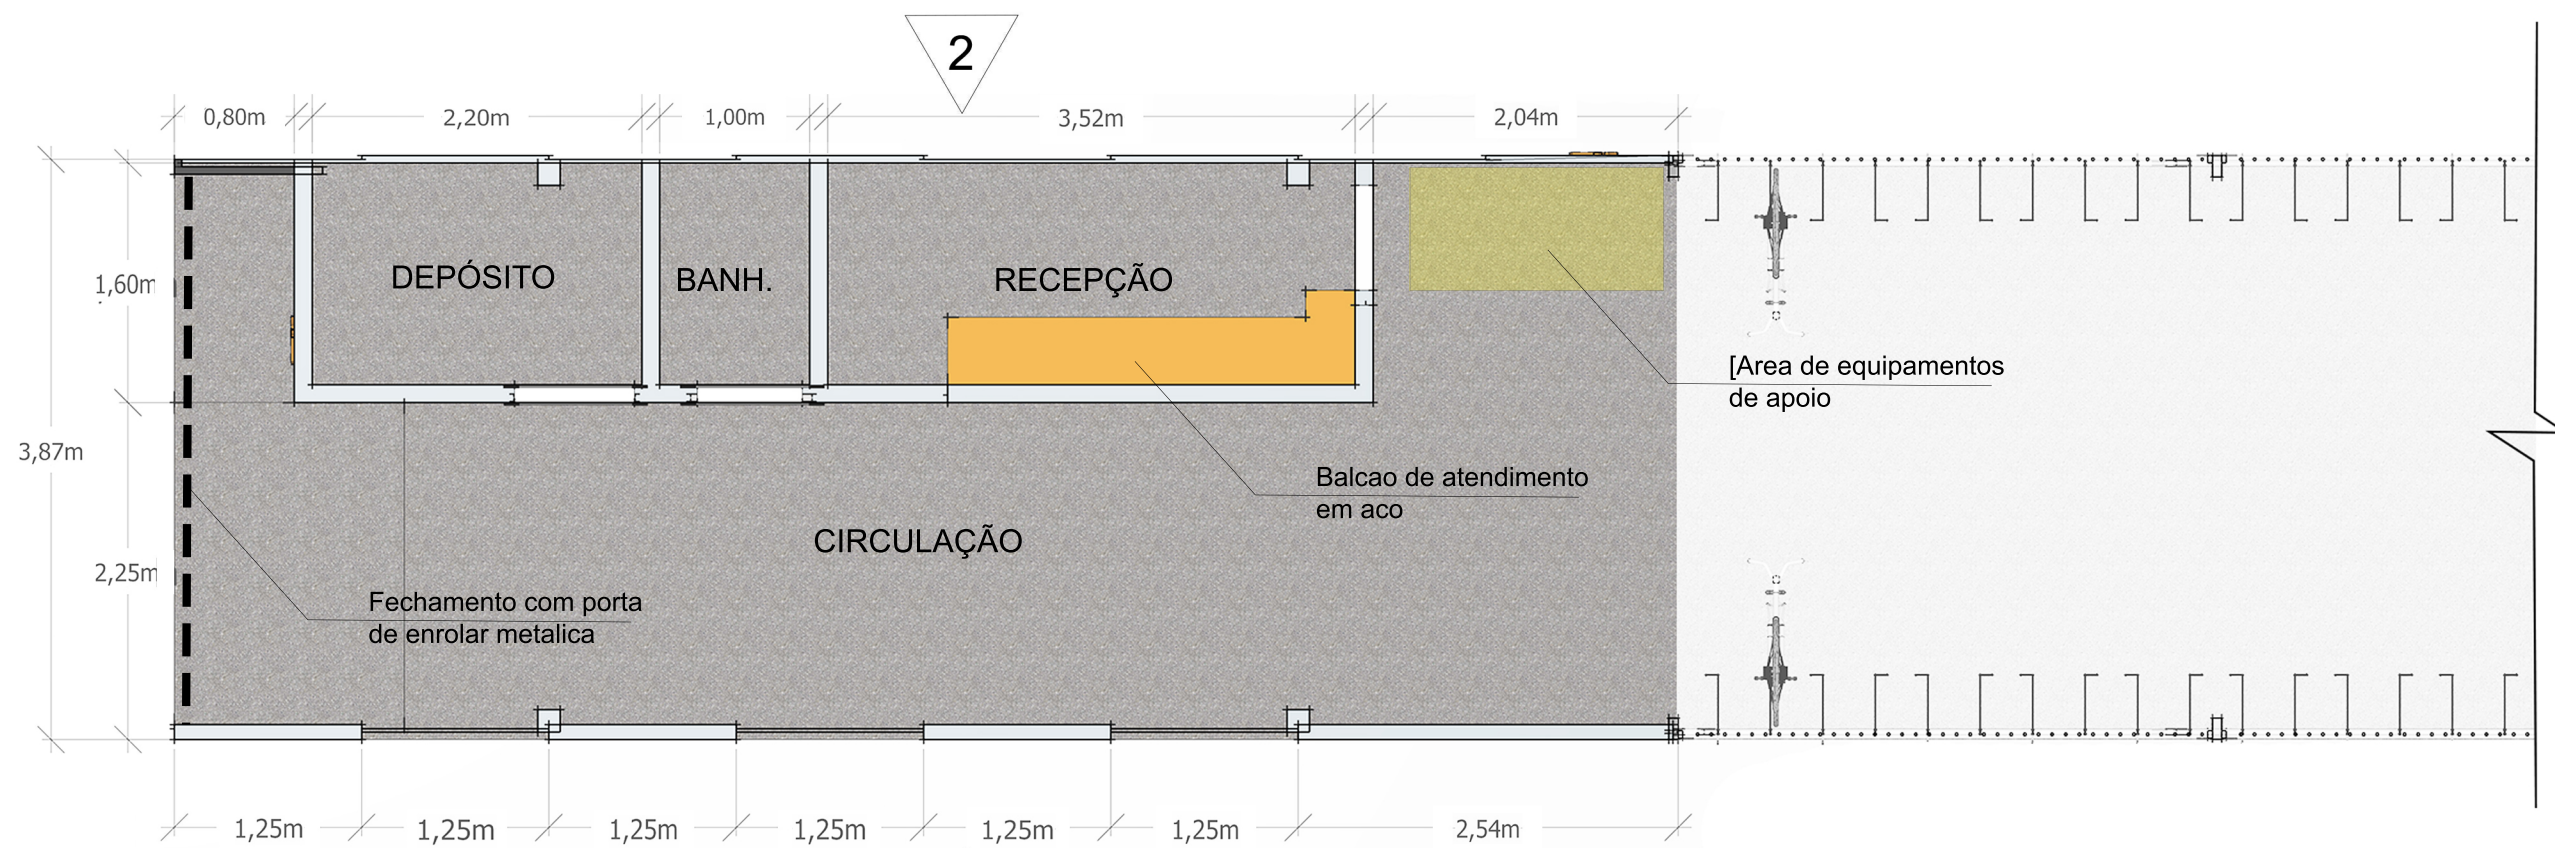 2
0,80m
2,20m
1,00m
3,52m
2,04m
1,60m
DEPÓSITO
BANH.
RECEPÇÃO
[Area de equipamentos
de apoio
3,87m
Balcao de atendimento
em aco
CIRCULAÇÃO
2,25m
Fechamento com porta
de enrolar metalica
1,25m
1,25m
1,25m
1,25m
1,25m
1,25m
2,54m